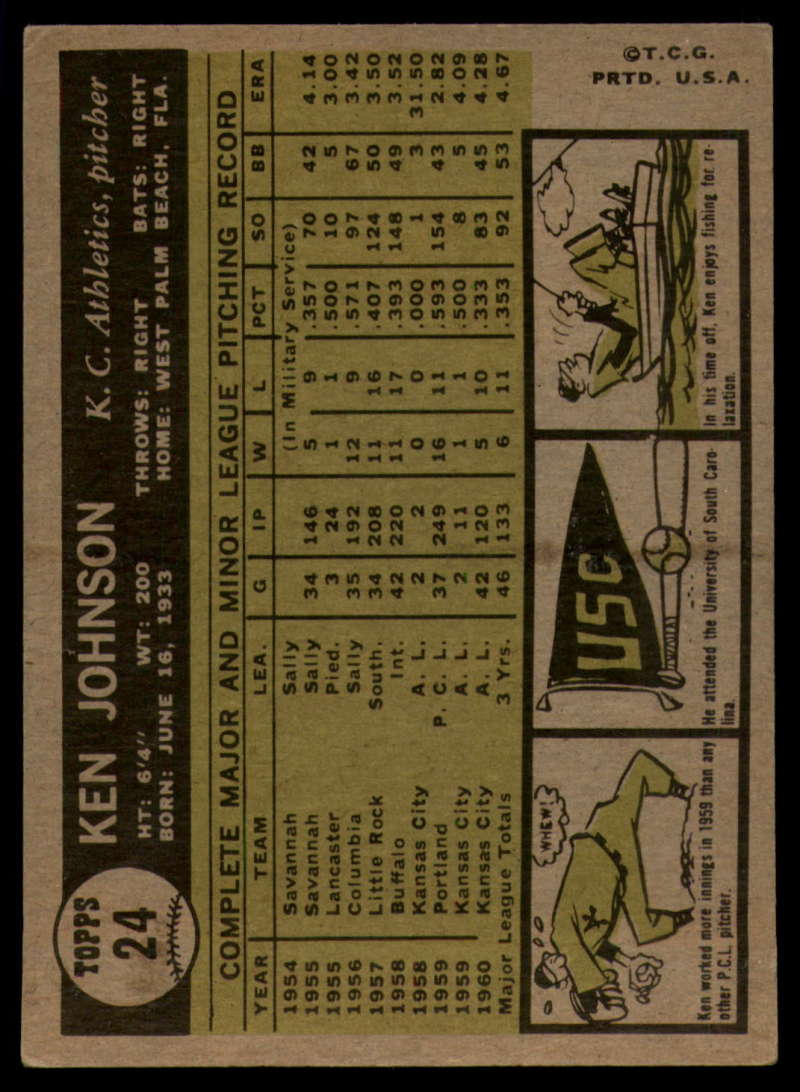 TOPPS
24
KEN JOHNSON K. C. Athletics, pitcher
HT: 6'4" WT: 200 THROWS: RIGHT BATS: RIGHT
BORN: JUNE 16, 1933 HOME: WEST PALM BEACH, FLA.
COMPLETE MAJOR AND MINOR LEAGUE PITCHING RECORD
YEAR TEAM LEA. G IP W L PCT SO BB ERA
1954 Savannah Sally (In Military Service)
1955 Savannah Sally 34 146 5 9 .357 70 42 4.14
1955 Lancaster Pied. 3 24 1 1 .500 10 5 3.00
1956 Columbia Sally 35 192 12 9 .571 97 67 3.42
1957 Little Rock South. 34 208 11 16 .407 124 50 3.50
1958 Buffalo Int. 42 220 11 17 .393 148 49 3.52
1958 Kansas City A. L. 2 2 0 0 .000 1 3 31.50
1959 Portland P. C. L. 37 249 16 11 .593 154 43 2.82
1959 Kansas City A. L. 2 11 1 1 .500 8 5 4.09
1960 Kansas City A. L. 42 120 5 10 .333 83 45 4.28
Major League Totals 3 Yrs. 46 133 6 11 .353 92 53 4.67
WHEW!
Ken worked more innings in 1959 than any
other P.C.L. pitcher.
USC
He attended the University of South Caro-
lina.
In his time off, Ken enjoys fishing for re-
laxation.
©T.C.G.
PRTD. U.S.A.